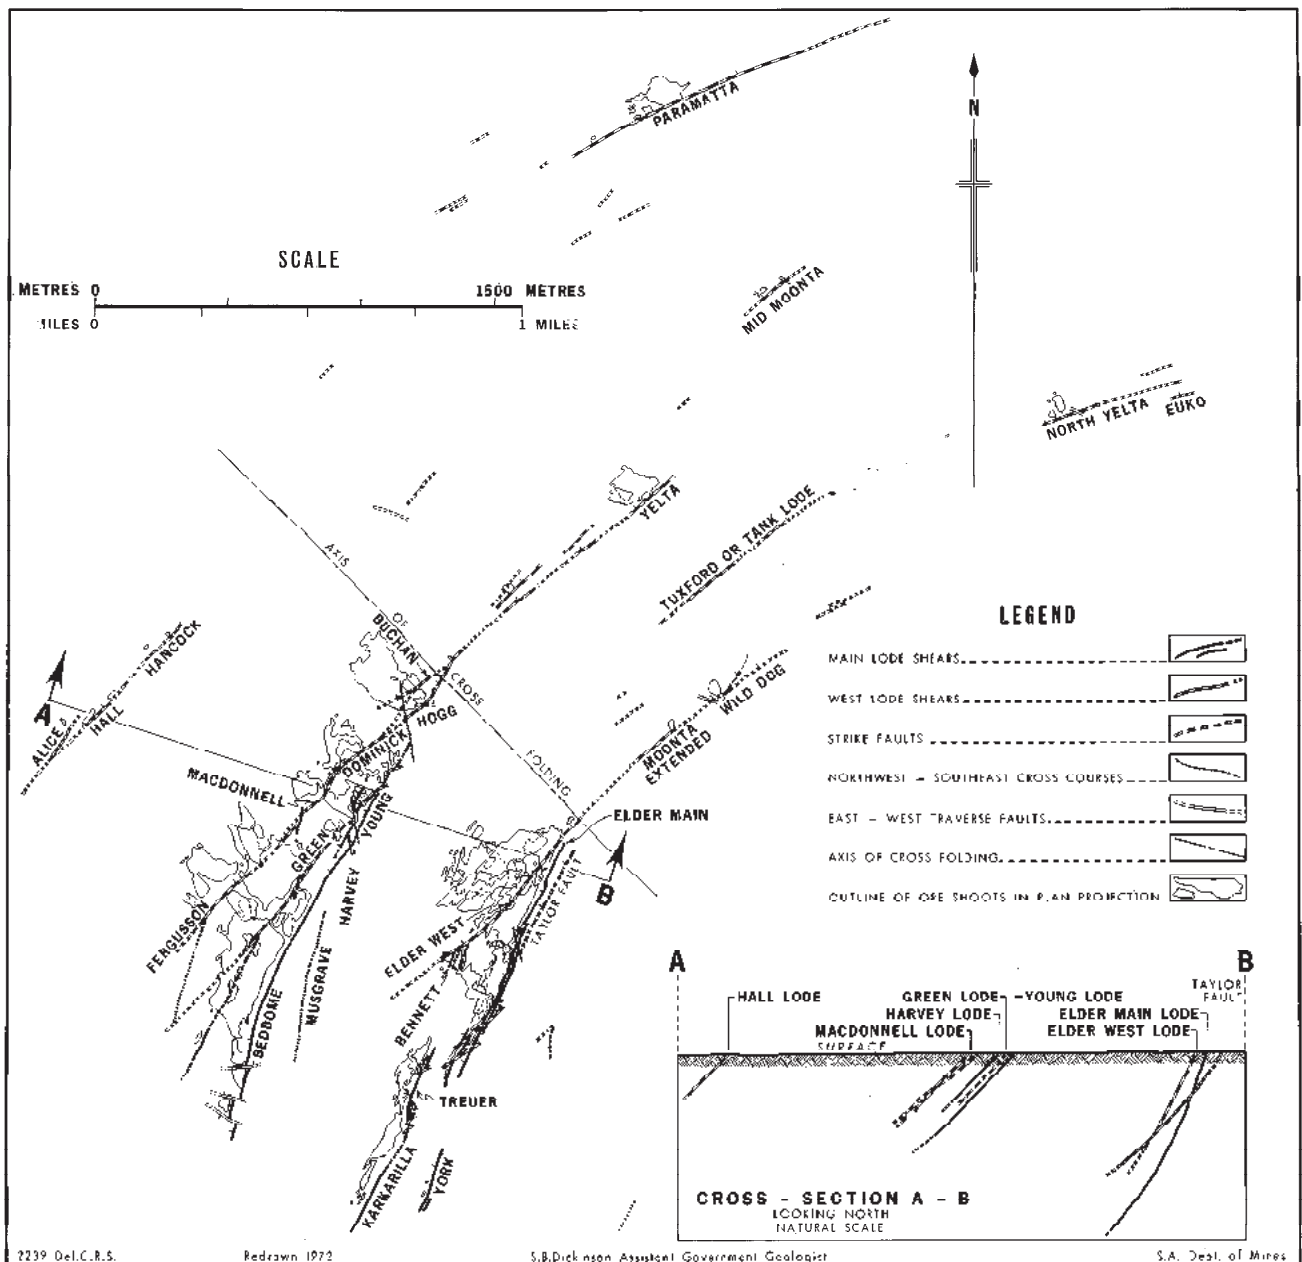 PARAMATTA
N
SCALE
METRES 0 1500 METRES
MILES 0 1 MILES
MID MOONTA
NORTH YELTA
EUKO
YELTA
TUXFORD OR TANK LODE
AXIS OF CROSS FOLDING
BUCHAN
HANCOCK
HALL
ALICE
A
HOGG
DOMINICK
WILD DOG
MOONTA
EXTENDED
MACDONNELL
YOUNG
GREEN
ELDER MAIN
B
TAYLOR FAULT
HARVEY
FERGUSSON
ELDER WEST
MUSGRAVE
BEDBOME
BENNETT
TREUER
KARKARILLA
YORK
LEGEND
MAIN LODE SHEARS
WEST LODE SHEARS
STRIKE FAULTS
NORTHWEST - SOUTHEAST CROSS COURSES
EAST - WEST TRAVERSE FAULTS
AXIS OF CROSS FOLDING
OUTLINE OF ORE SHOOTS IN PLAN PROJECTION
A B
TAYLOR
FAULT
HALL LODE GREEN LODE YOUNG LODE
HARVEY LODE ELDER MAIN LODE
MACDONNELL LODE ELDER WEST LODE
SURFACE
CROSS - SECTION A - B
LOOKING NORTH
NATURAL SCALE
2239 Del.C.R.S. Redrawn 1972 S.B.Dickinson Assistant Government Geologist S.A. Dept. of Mines